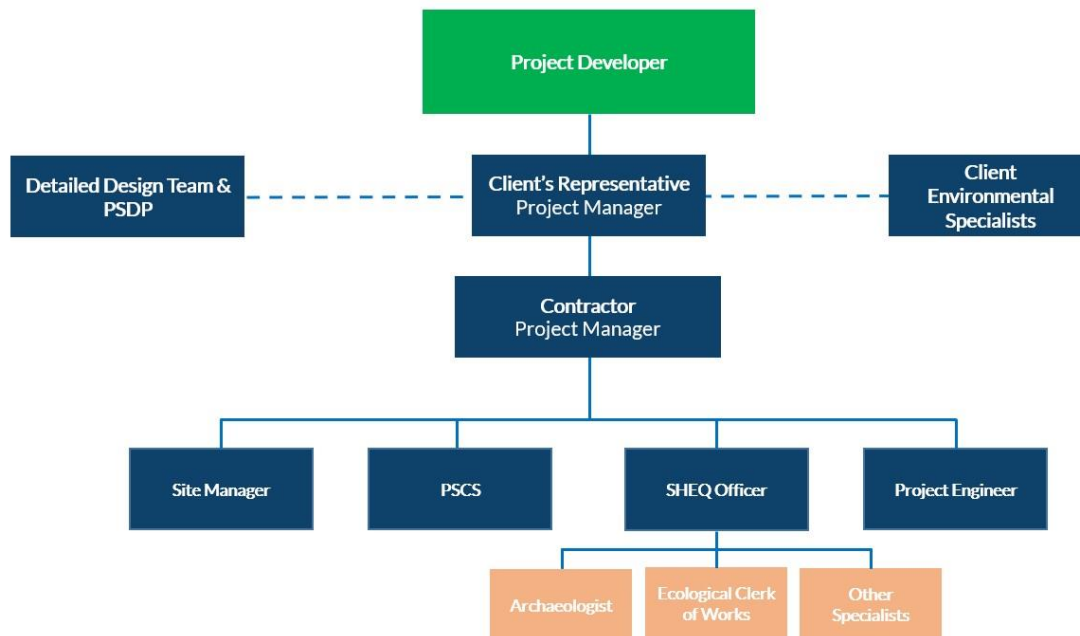 Project Developer
Detailed Design Team &
PSDP
Client's Representative
Project Manager
Client
Environmental
Specialists
Contractor
Project Manager
Site Manager
PSCS
SHEQ Officer
Project Engineer
Archaeologist
Ecological Clerk
of Works
Other
Specialists